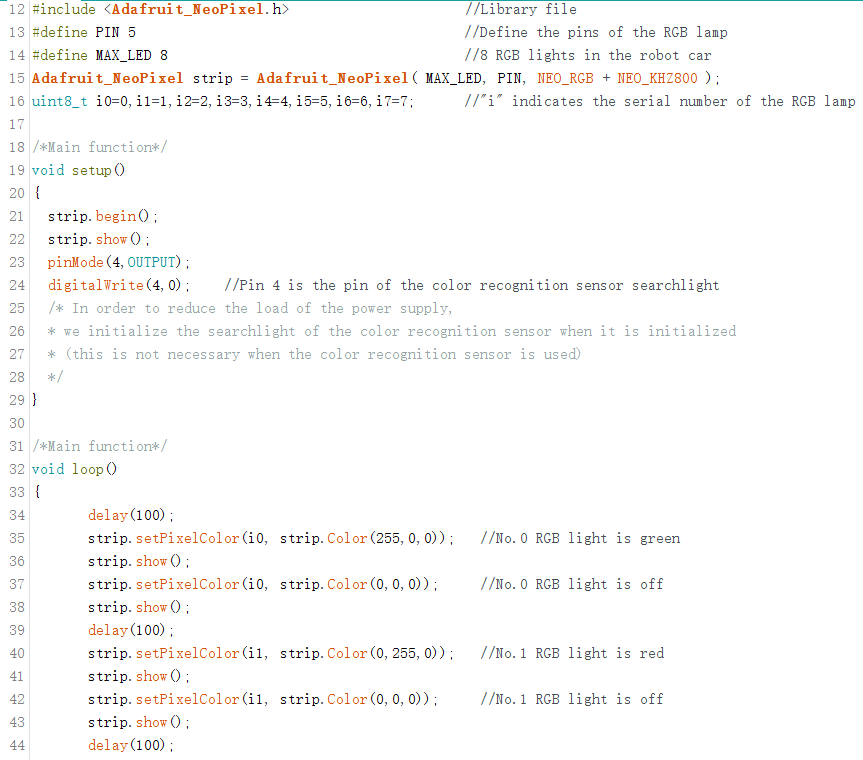 12 #include <Adafruit_NeoPixel.h> //Library file
13 #define PIN 5 //Define the pins of the RGB lamp
14 #define MAX_LED 8 //8 RGB lights in the robot car
15 Adafruit_NeoPixel strip = Adafruit_NeoPixel( MAX_LED, PIN, NEO_RGB + NEO_KHZ800 );
16 uint8_t i0=0,i1=1,i2=2,i3=3,i4=4,i5=5,i6=6,i7=7; //"i" indicates the serial number of the RGB lamp
17
18 /*Main function*/
19 void setup()
20 {
21 strip.begin();
22 strip.show();
23 pinMode(4,OUTPUT);
24 digitalWrite(4,0); //Pin 4 is the pin of the color recognition sensor searchlight
25 /* In order to reduce the load of the power supply,
26 * we initialize the searchlight of the color recognition sensor when it is initialized
27 * (this is not necessary when the color recognition sensor is used)
28 */
29 }
30
31 /*Main function*/
32 void loop()
33 {
34 delay(100);
35 strip.setPixelColor(i0, strip.Color(255,0,0)); //No.0 RGB light is green
36 strip.show();
37 strip.setPixelColor(i0, strip.Color(0,0,0)); //No.0 RGB light is off
38 strip.show();
39 delay(100);
40 strip.setPixelColor(i1, strip.Color(0,255,0)); //No.1 RGB light is red
41 strip.show();
42 strip.setPixelColor(i1, strip.Color(0,0,0)); //No.1 RGB light is off
43 strip.show();
44 delay(100);